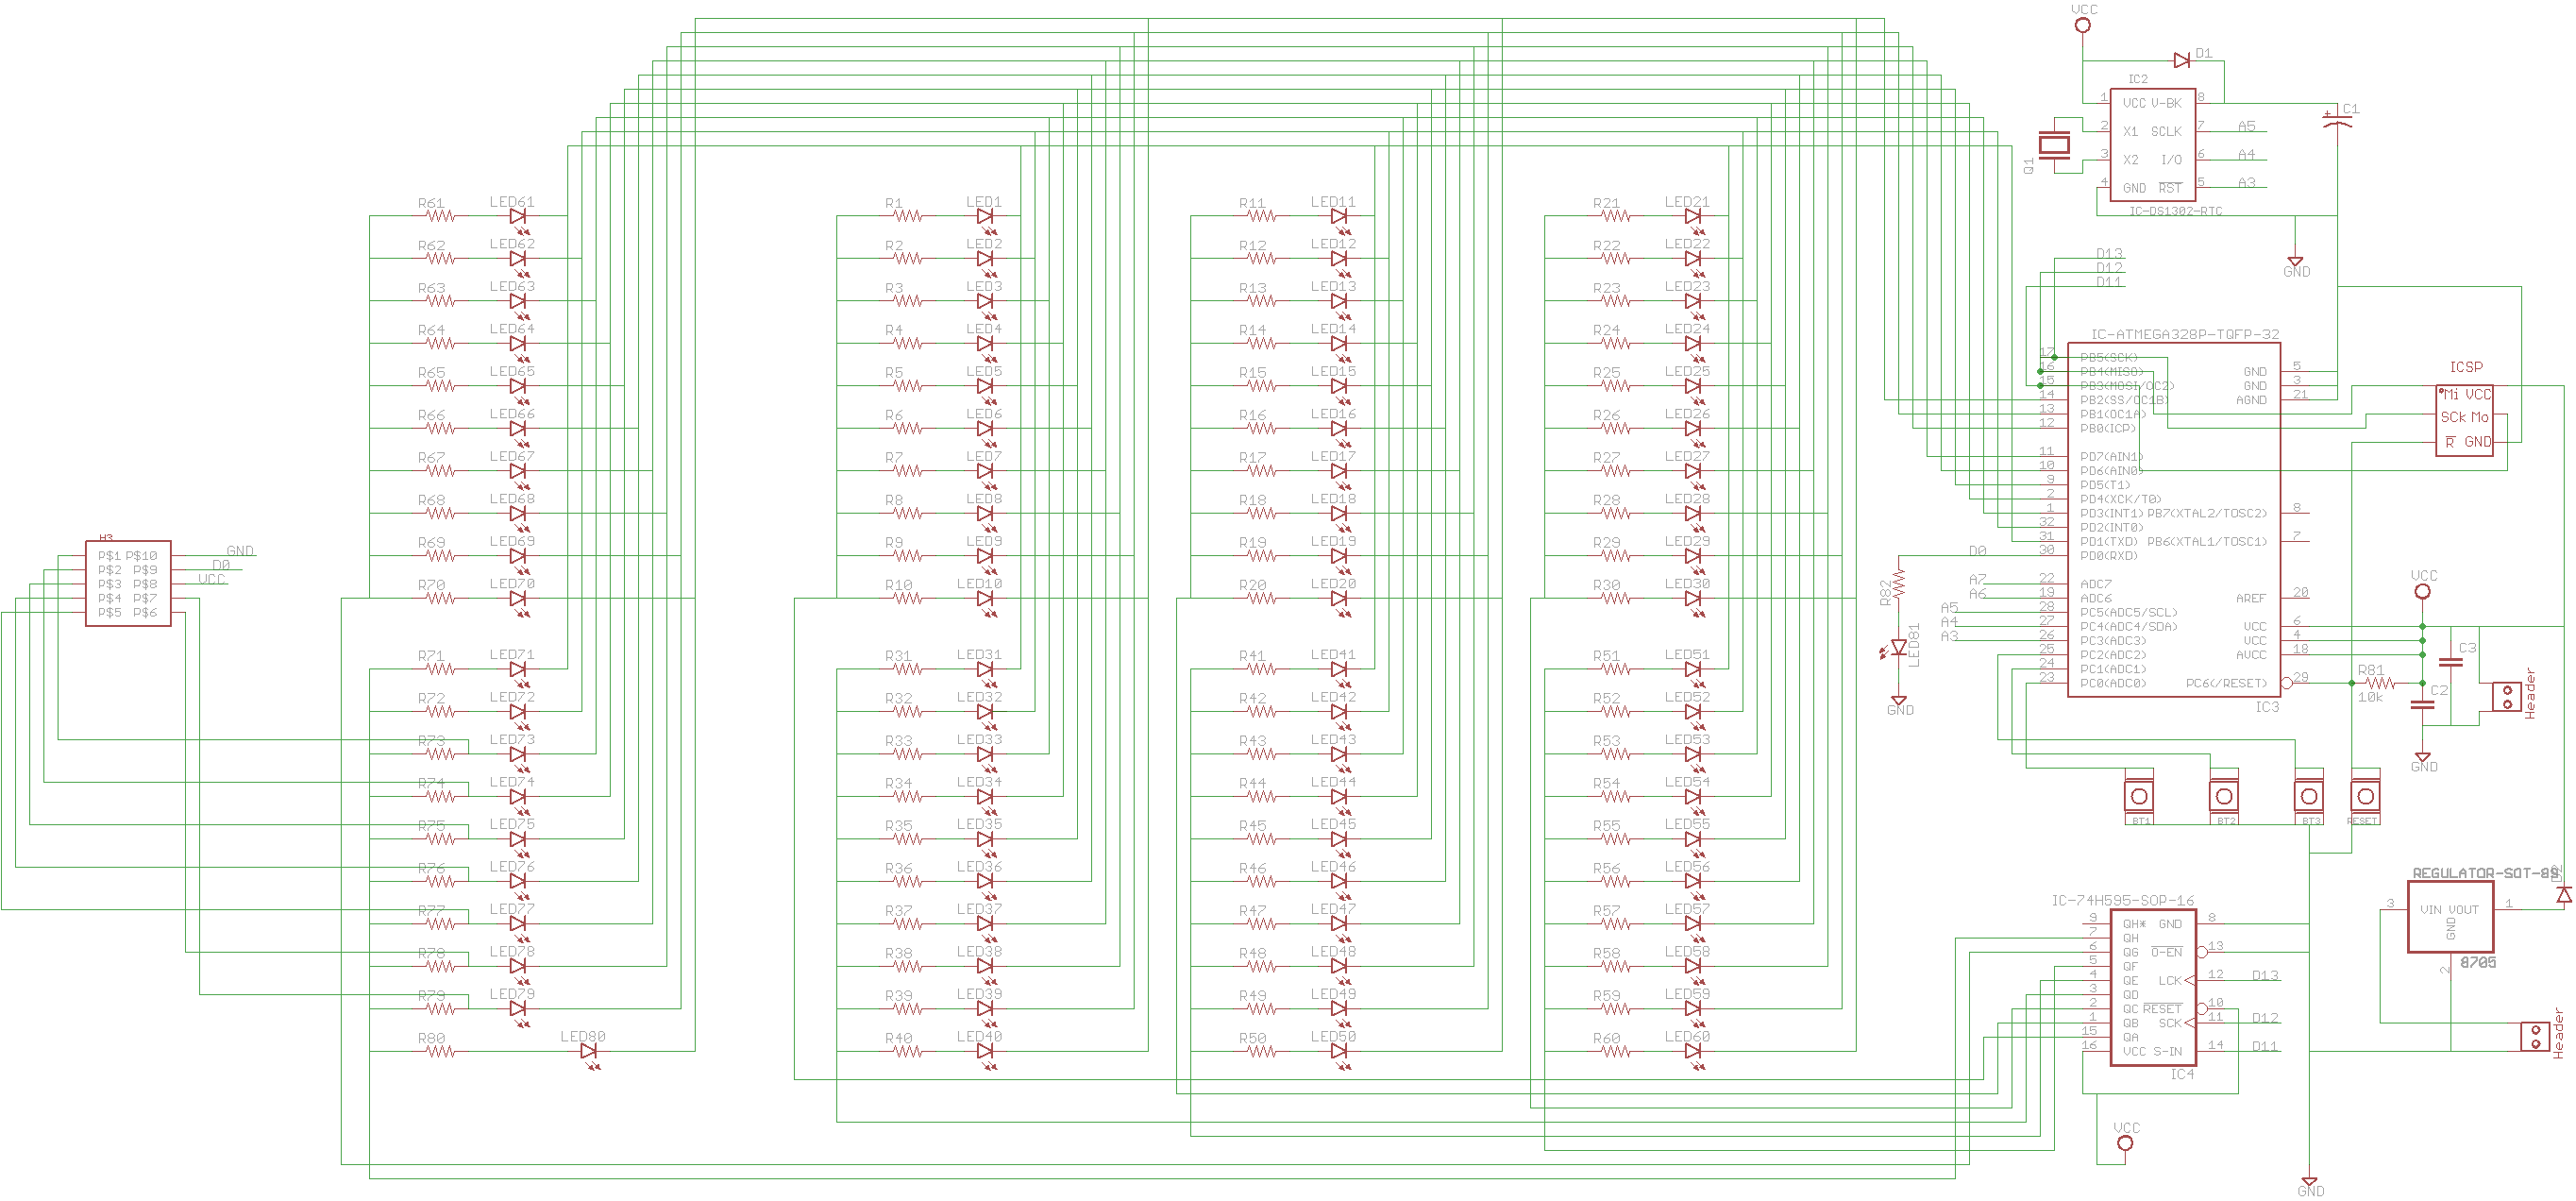 VCC
D1
IC2
1 VCC V-BK 8
2 X1 SCLK 7 A5
3 X2 I/O 6 A4
4 GND RST 5 A3
IC-DS1302-RTC
Q1
C1
GND
D13
D12
D11
R61 LED61 R1 LED1 R11 LED11 R21 LED21
R62 LED62 R2 LED2 R12 LED12 R22 LED22
R63 LED63 R3 LED3 R13 LED13 R23 LED23
R64 LED64 R4 LED4 R14 LED14 R24 LED24
R65 LED65 R5 LED5 R15 LED15 R25 LED25
R66 LED66 R6 LED6 R16 LED16 R26 LED26
R67 LED67 R7 LED7 R17 LED17 R27 LED27
R68 LED68 R8 LED8 R18 LED18 R28 LED28
R69 LED69 R9 LED9 R19 LED19 R29 LED29
R70 LED70 R10 LED10 R20 LED20 R30 LED30
R71 LED71 R31 LED31 R41 LED41 R51 LED51
R72 LED72 R32 LED32 R42 LED42 R52 LED52
R73 LED73 R33 LED33 R43 LED43 R53 LED53
R74 LED74 R34 LED34 R44 LED44 R54 LED54
R75 LED75 R35 LED35 R45 LED45 R55 LED55
R76 LED76 R36 LED36 R46 LED46 R56 LED56
R77 LED77 R37 LED37 R47 LED47 R57 LED57
R78 LED78 R38 LED38 R48 LED48 R58 LED58
R79 LED79 R39 LED39 R49 LED49 R59 LED59
R80 LED80 R40 LED40 R50 LED50 R60 LED60
H3
P$1 P$10 GND
P$2 P$9 D0
P$3 P$8 VCC
P$4 P$7
P$5 P$6
IC-ATMEGA328P-TQFP-32
17 PB5(SCK)
16 PB4(MISO) GND 5
15 PB3(MOSI/OC2) GND 3
14 PB2(SS/OC1B) AGND 21
13 PB1(OC1A)
12 PB0(ICP)
11 PD7(AIN1)
10 PD6(AIN0)
9 PD5(T1)
2 PD4(XCK/T0)
1 PD3(INT1) PB7(XTAL2/TOSC2) 8
32 PD2(INT0)
31 PD1(TXD) PB6(XTAL1/TOSC1) 7
D0 30 PD0(RXD)
A7 22 ADC7
A6 19 ADC6 AREF 20
A5 28 PC5(ADC5/SCL)
A4 27 PC4(ADC4/SDA) VCC 6
A3 26 PC3(ADC3) VCC 4
25 PC2(ADC2) AVCC 18
24 PC1(ADC1)
23 PC0(ADC0) PC6(/RESET) 29
IC3
R82
LED81
GND
ICSP
Mi VCC
SCk Mo
R GND
VCC
C3
R81
10k
C2
Header
GND
BT1 BT2 BT3 RESET
IC-74H595-SOP-16
9 QH* GND 8
7 QH
6 QG O-EN 13
5 QF
4 QE LCK 12 D13
3 QD
2 QC RESET 10
1 QB SCK 11 D12
15 QA
16 VCC S-IN 14 D11
IC4
VCC
GND
REGULATOR-SOT-89
3 VIN VOUT 1
GND
2
8705
Header